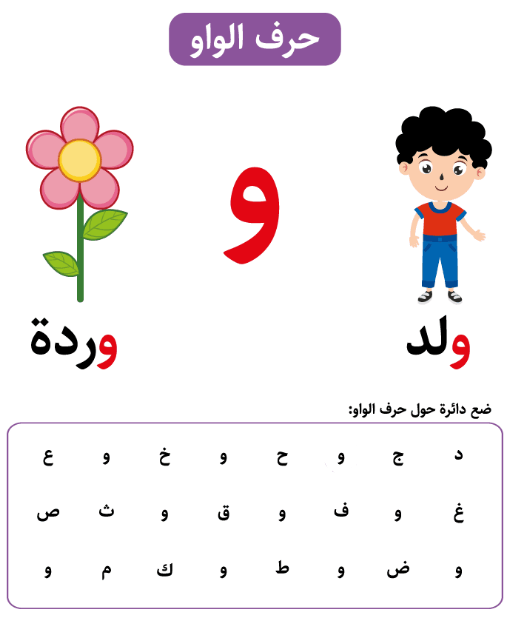 حرف الواو
و
ولد
وردة
ضع دائرة حول حرف الواو:
د ج و ح و خ و ع
غ و ف و ق و ث ص
و ض و ط و ك م و